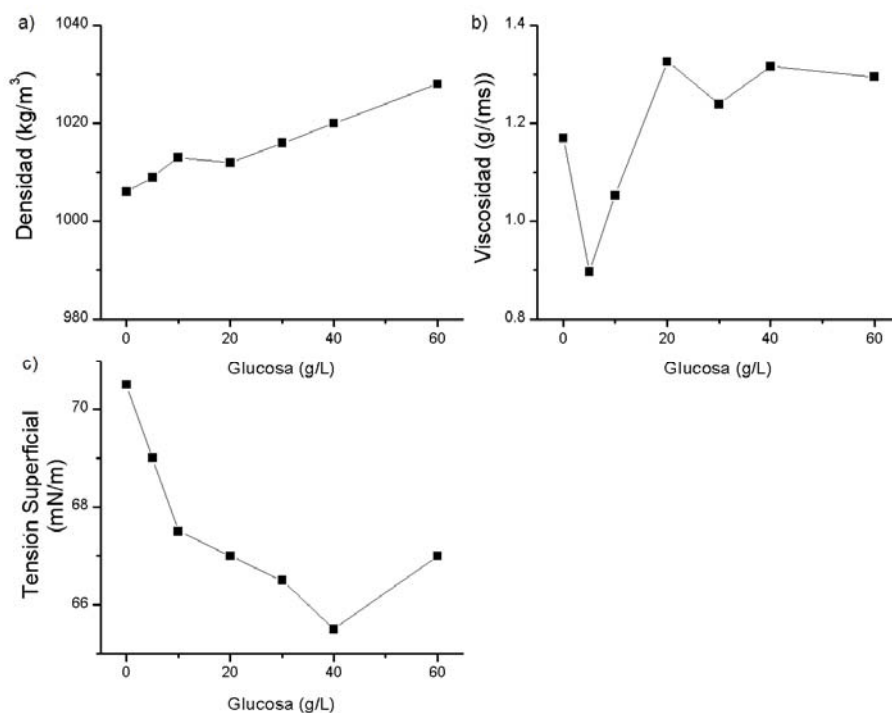 a)
1040
1020
1000
980
Densidad (kg/m³)
0 20 40 60
Glucosa (g/L)
b)
1.4
1.2
1.0
0.8
Viscosidad (g/(ms))
0 20 40 60
Glucosa (g/L)
c)
70
68
66
Tensión Superficial
(mN/m)
0 20 40 60
Glucosa (g/L)